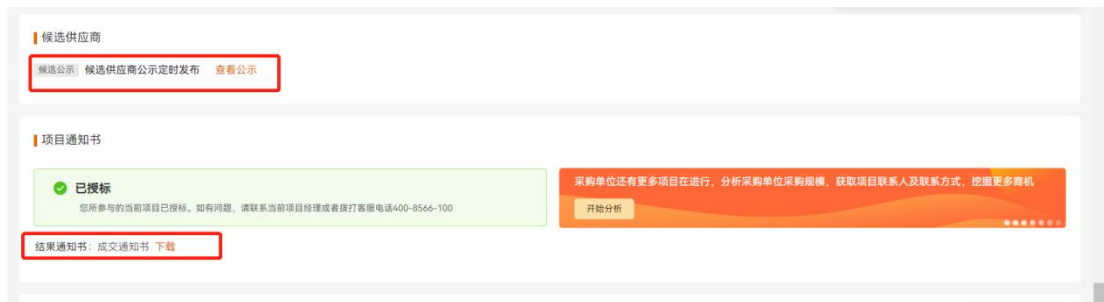 候选供应商
候选公示 候选供应商公示定时发布 查看公示
项目通知书
已授标
您所参与的当前项目已授标。如有问题，请联系当前项目经理或者拨打客服电话400-8566-100
采购单位还有更多项目在进行，分析采购单位采购规模，获取项目联系人及联系方式，挖掘更多商机
开始分析
结果通知书：成交通知书 下载